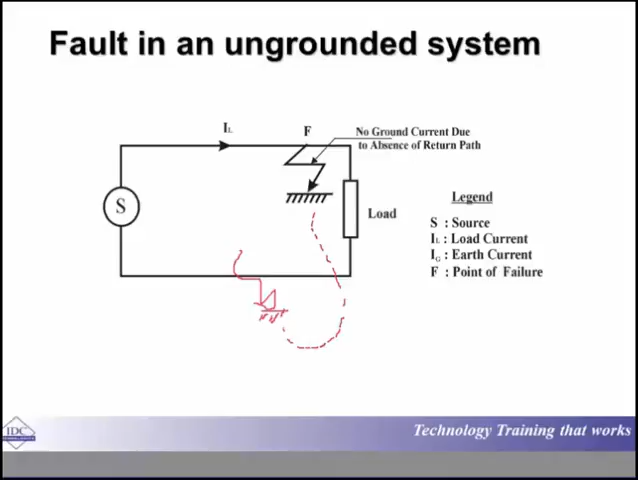 Fault in an ungrounded system
IL
F
No Ground Current Due
to Absence of Return Path
S
Load
Legend
S : Source
IL : Load Current
IG : Earth Current
F : Point of Failure
IDC
Technology Training that works